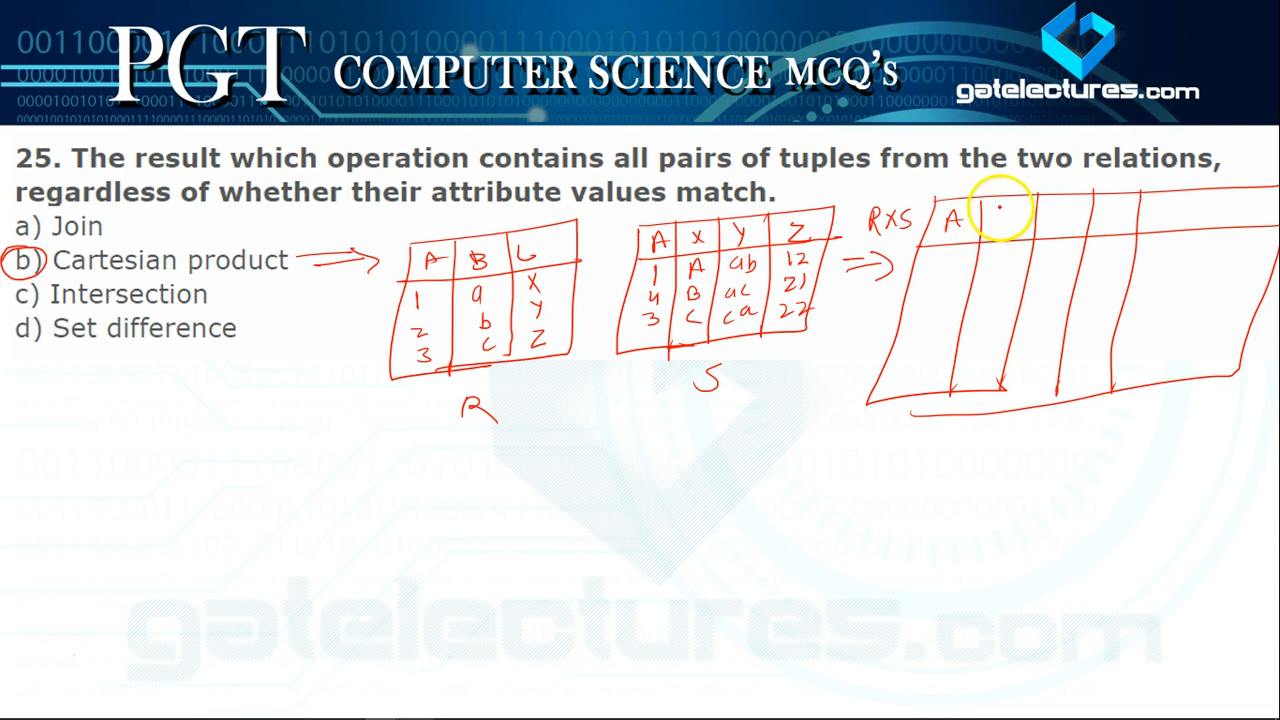 PGT COMPUTER SCIENCE MCQ'S
gatelectures.com
25. The result which operation contains all pairs of tuples from the two relations,
regardless of whether their attribute values match.
a) Join
b) Cartesian product
c) Intersection
d) Set difference
A B
1 a X
2 b Y
3 c Z
R
A X Y Z
1 A ab 12
4 B ac 21
3 C ca 22
S
RXS
A
gatelectures.com